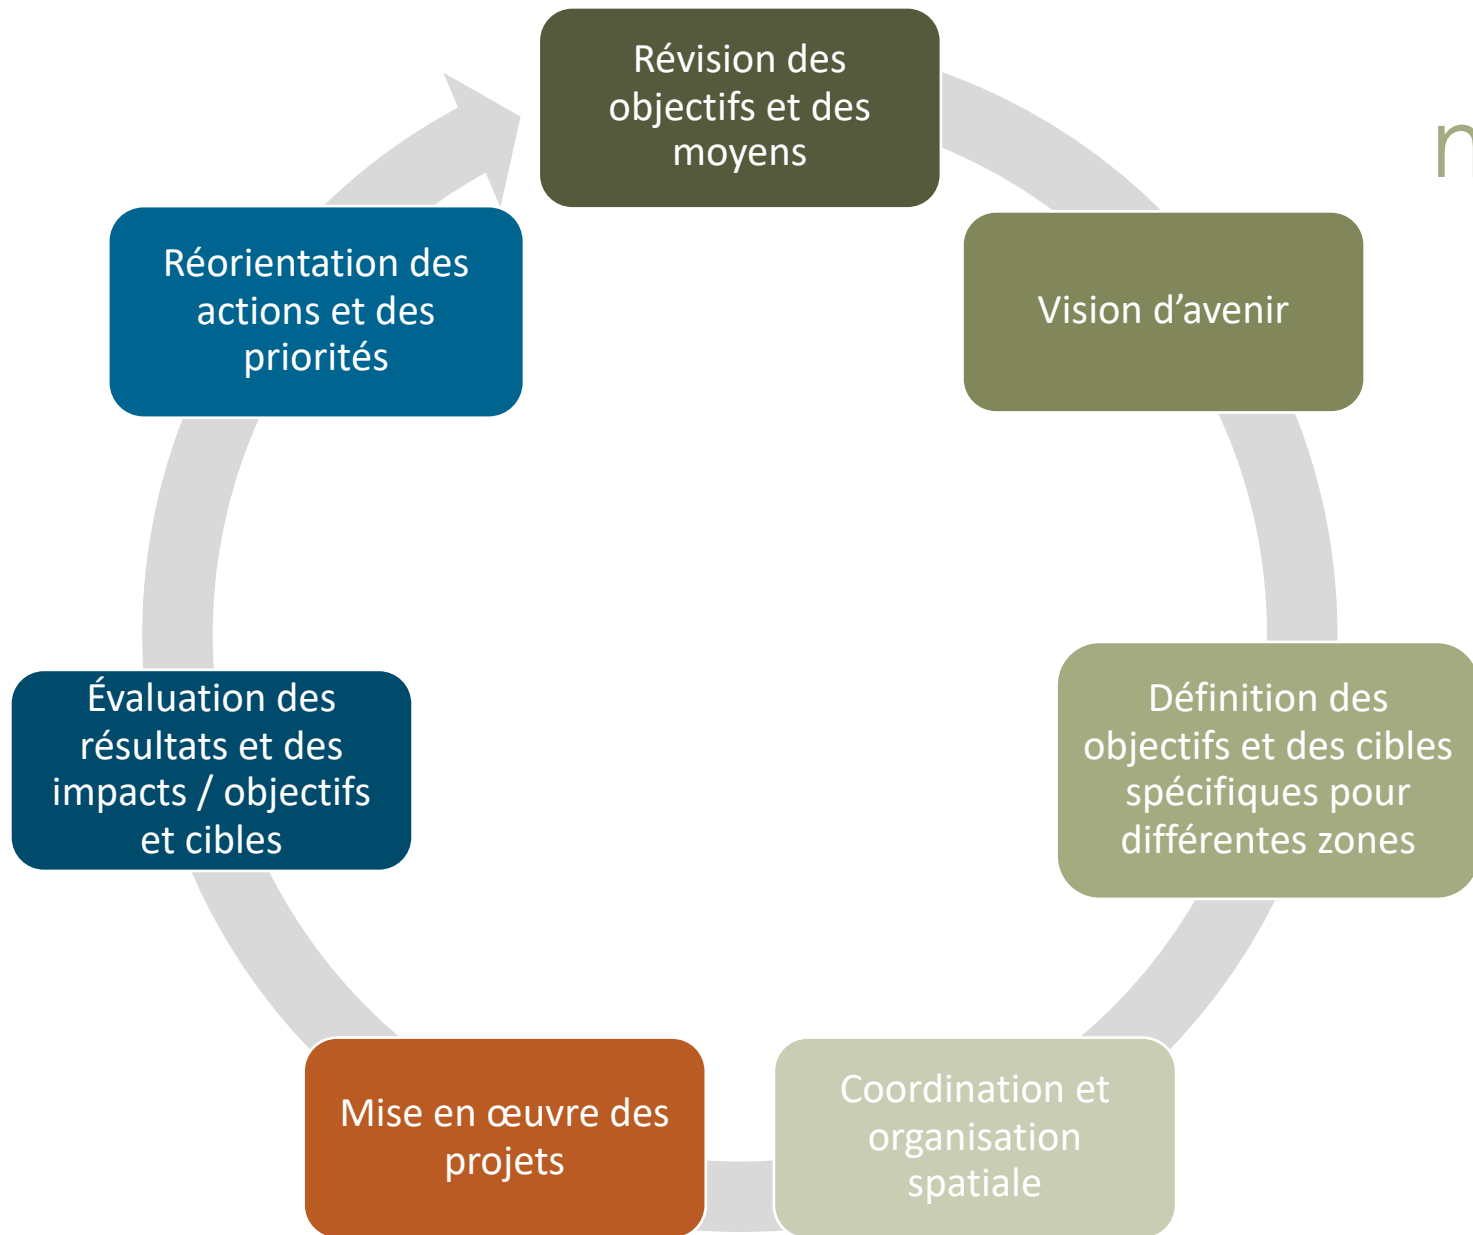 Révision des
objectifs et des
moyens
Vision d’avenir
Définition des
objectifs et des cibles
spécifiques pour
différentes zones
Coordination et
organisation
spatiale
Mise en œuvre des
projets
Évaluation des
résultats et des
impacts / objectifs
et cibles
Réorientation des
actions et des
priorités